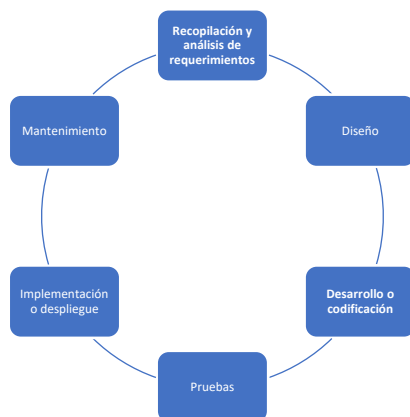 Recopilación y
análisis de
requerimientos
Diseño
Desarrollo o
codificación
Pruebas
Implementación
o despliegue
Mantenimiento